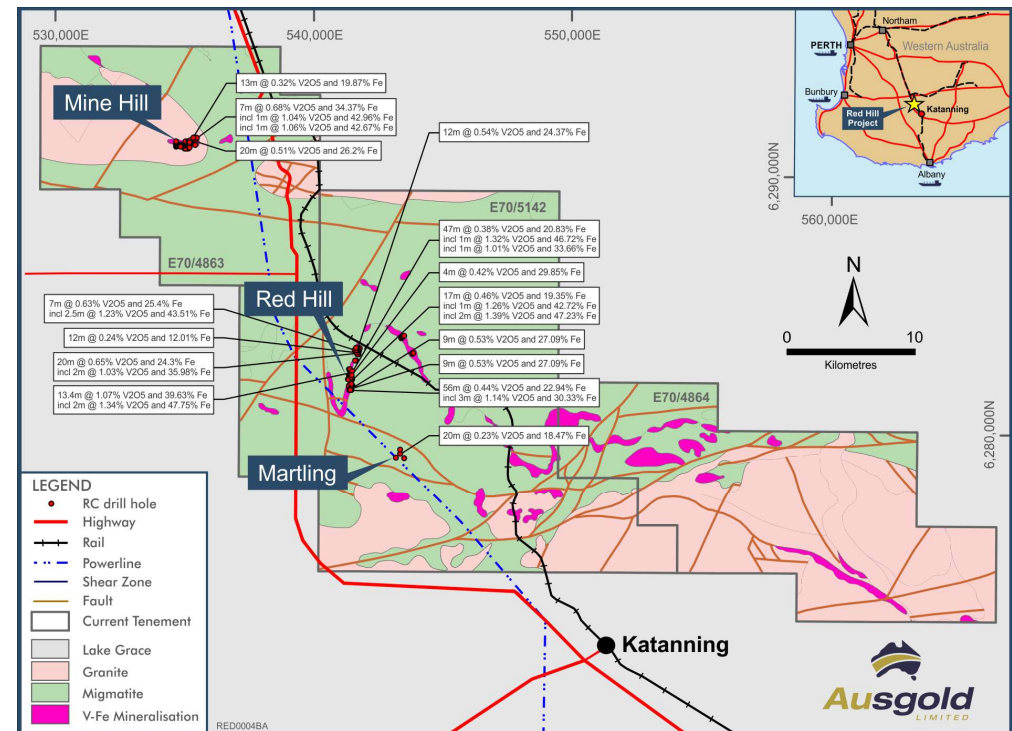 530,000E
540,000E
550,000E
Northam
PERTH
Western Australia
Bunbury
Red Hill
Project
Katanning
Albany
6,290,000N
560,000E
Mine Hill
13m @ 0.32% V2O5 and 19.87% Fe
7m @ 0.68% V2O5 and 34.37% Fe
incl 1m @ 1.04% V2O5 and 42.96% Fe
incl 1m @ 1.06% V2O5 and 42.67% Fe
20m @ 0.51% V2O5 and 26.2% Fe
12m @ 0.54% V2O5 and 24.37% Fe
E70/5142
E70/4863
47m @ 0.38% V2O5 and 20.83% Fe
incl 1m @ 1.32% V2O5 and 46.72% Fe
incl 1m @ 1.01% V2O5 and 33.66% Fe
4m @ 0.42% V2O5 and 29.85% Fe
Red Hill
17m @ 0.46% V2O5 and 19.35% Fe
incl 1m @ 1.26% V2O5 and 42.72% Fe
incl 2m @ 1.39% V2O5 and 47.23% Fe
7m @ 0.63% V2O5 and 25.4% Fe
incl 2.5m @ 1.23% V2O5 and 43.51% Fe
12m @ 0.24% V2O5 and 12.01% Fe
9m @ 0.53% V2O5 and 27.09% Fe
20m @ 0.65% V2O5 and 24.3% Fe
incl 2m @ 1.03% V2O5 and 35.98% Fe
9m @ 0.53% V2O5 and 27.09% Fe
13.4m @ 1.07% V2O5 and 39.63% Fe
incl 2m @ 1.34% V2O5 and 47.75% Fe
56m @ 0.44% V2O5 and 22.94% Fe
incl 3m @ 1.14% V2O5 and 30.33% Fe
E70/4864
N
0 10
Kilometres
6,280,000N
20m @ 0.23% V2O5 and 18.47% Fe
Martling
LEGEND
RC drill hole
Highway
Rail
Powerline
Shear Zone
Fault
Current Tenement
Lake Grace
Granite
Migmatite
V-Fe Mineralisation
RED0004BA
Katanning
Ausgold
LIMITED